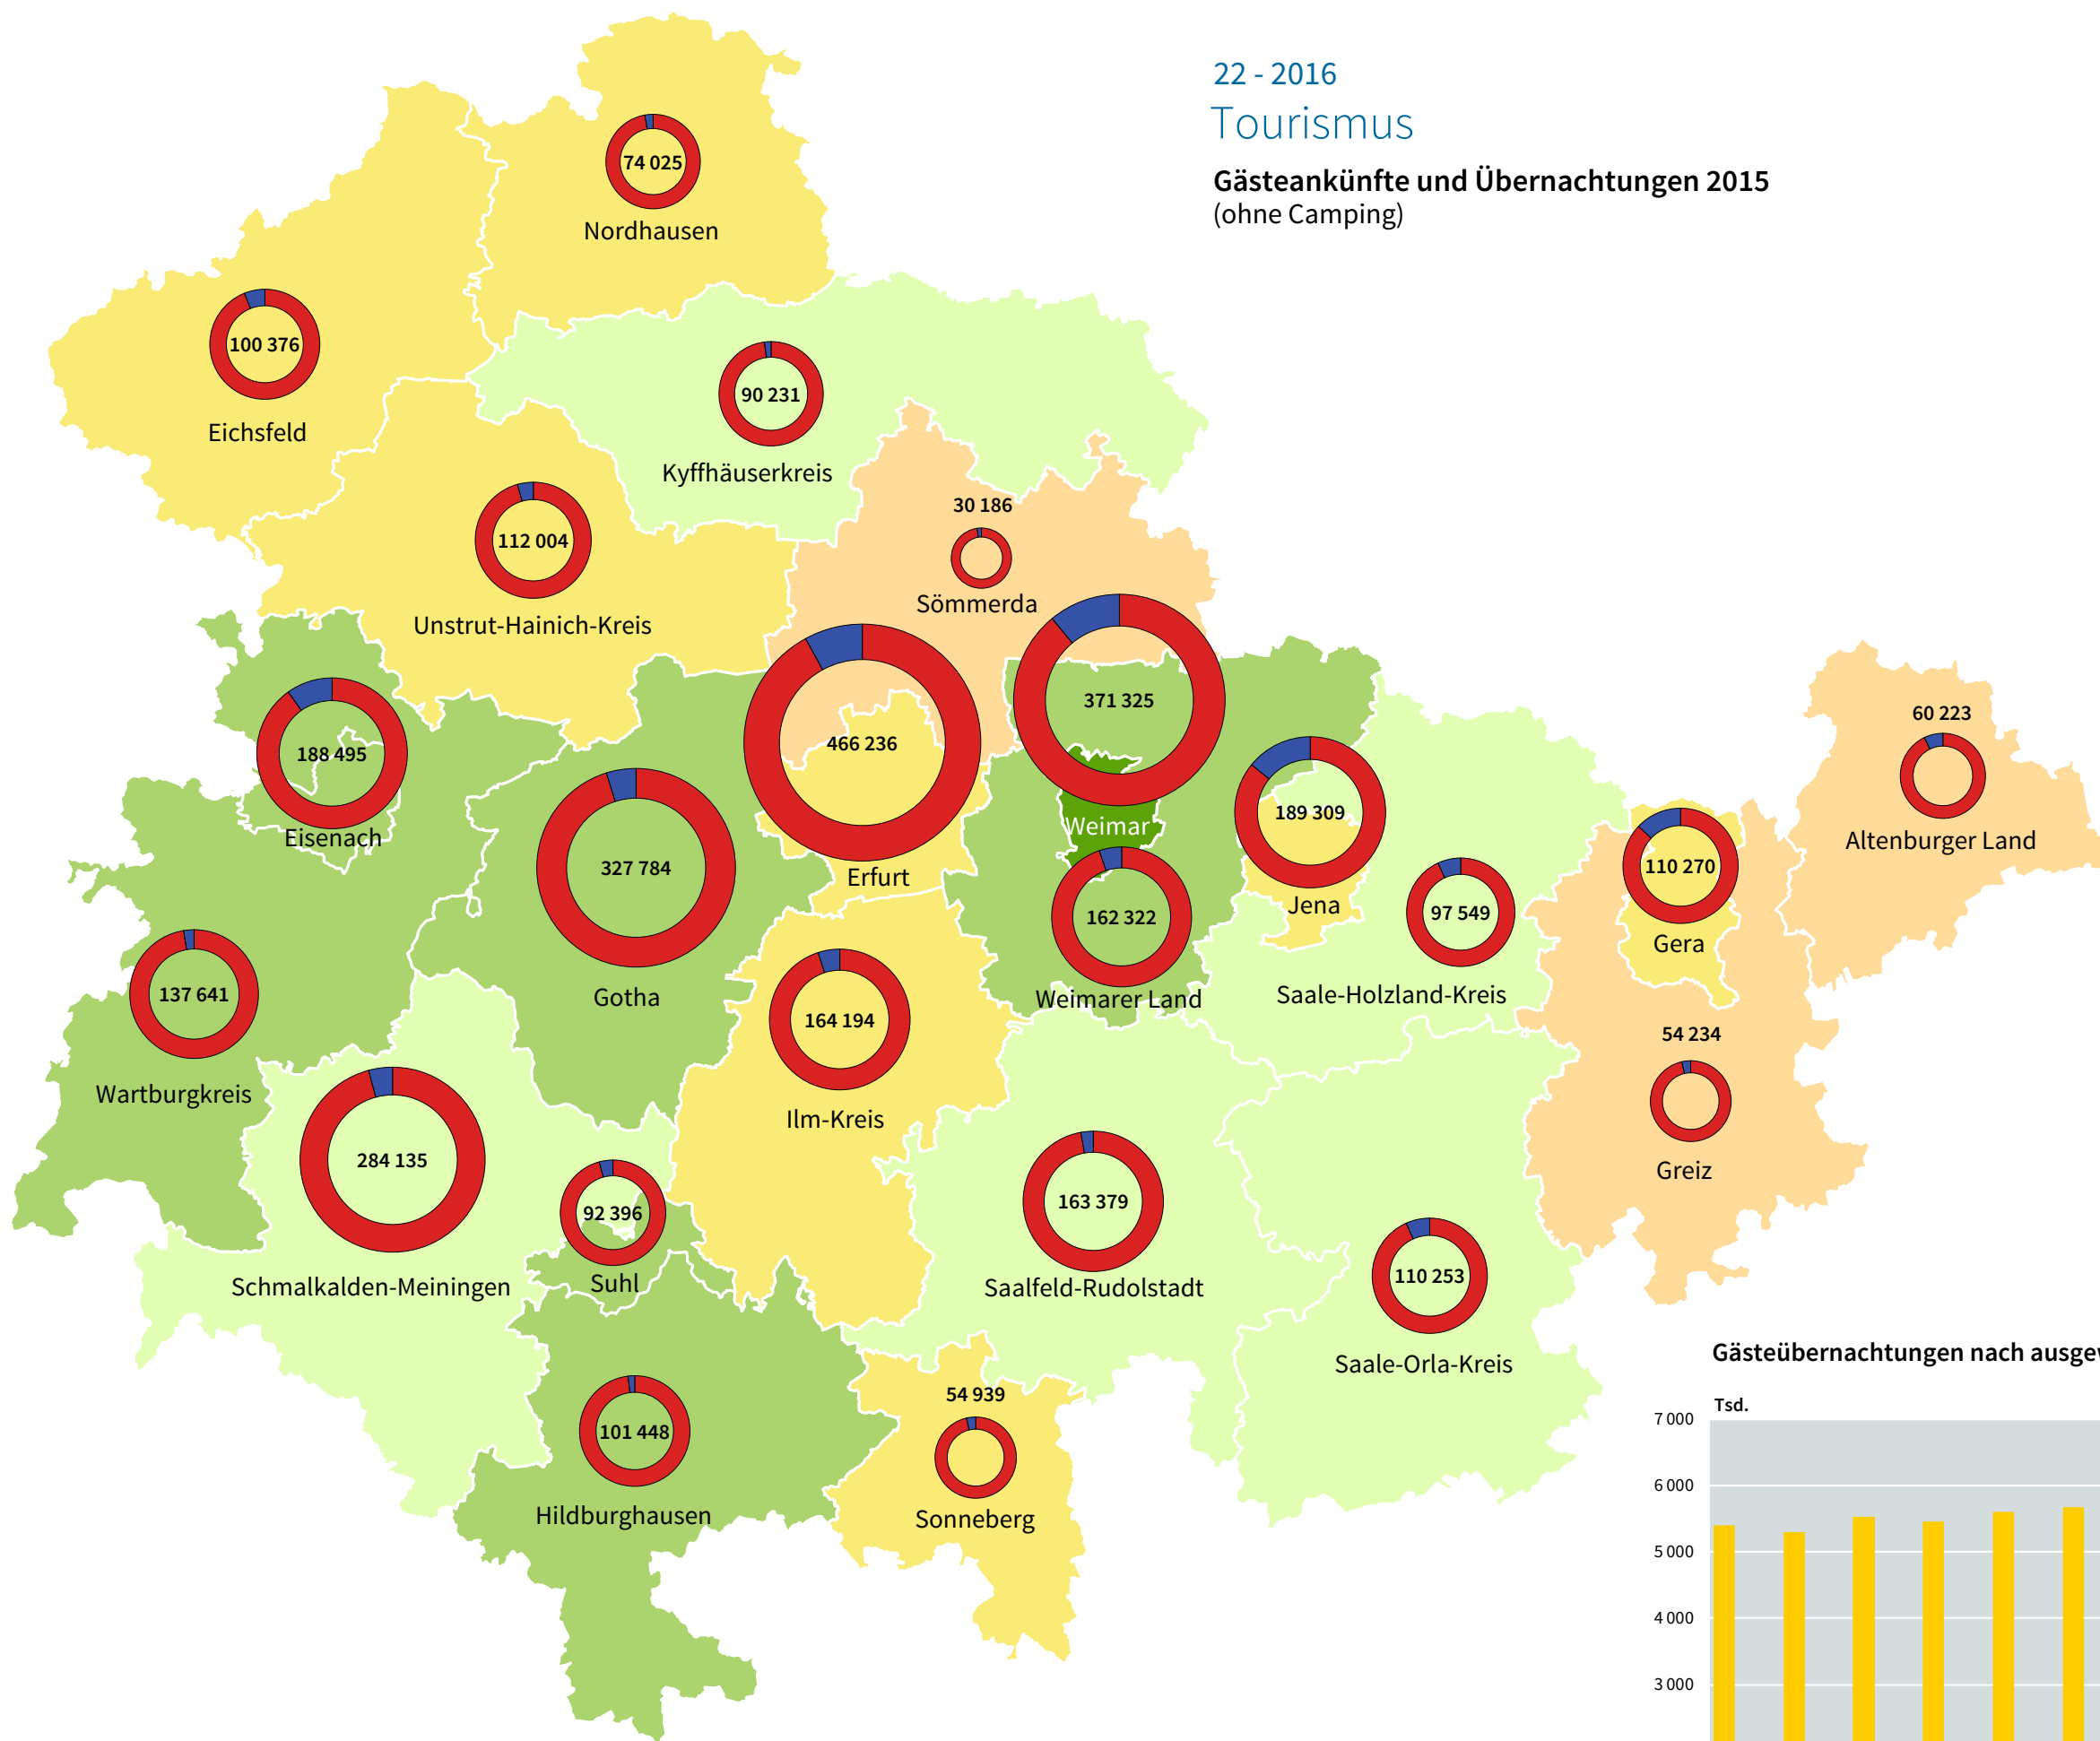 22 - 2016
Tourismus
Gästeankünfte und Übernachtungen 2015
(ohne Camping)
74 025
Nordhausen
100 376
Eichsfeld
90 231
Kyffhäuserkreis
30 186
Sömmerda
112 004
Unstrut-Hainich-Kreis
188 495
Eisenach
466 236
Erfurt
371 325
Weimar
327 784
Gotha
189 309
Jena
162 322
Weimarer Land
97 549
Saale-Holzland-Kreis
110 270
Gera
60 223
Altenburger Land
137 641
Wartburgkreis
164 194
Ilm-Kreis
54 234
Greiz
284 135
Schmalkalden-Meiningen
92 396
Suhl
163 379
Saalfeld-Rudolstadt
110 253
Saale-Orla-Kreis
101 448
Hildburghausen
54 939
Sonneberg
Gästeübernachtungen nach
Tsd.
7 000
6 000
5 000
4 000
3 000